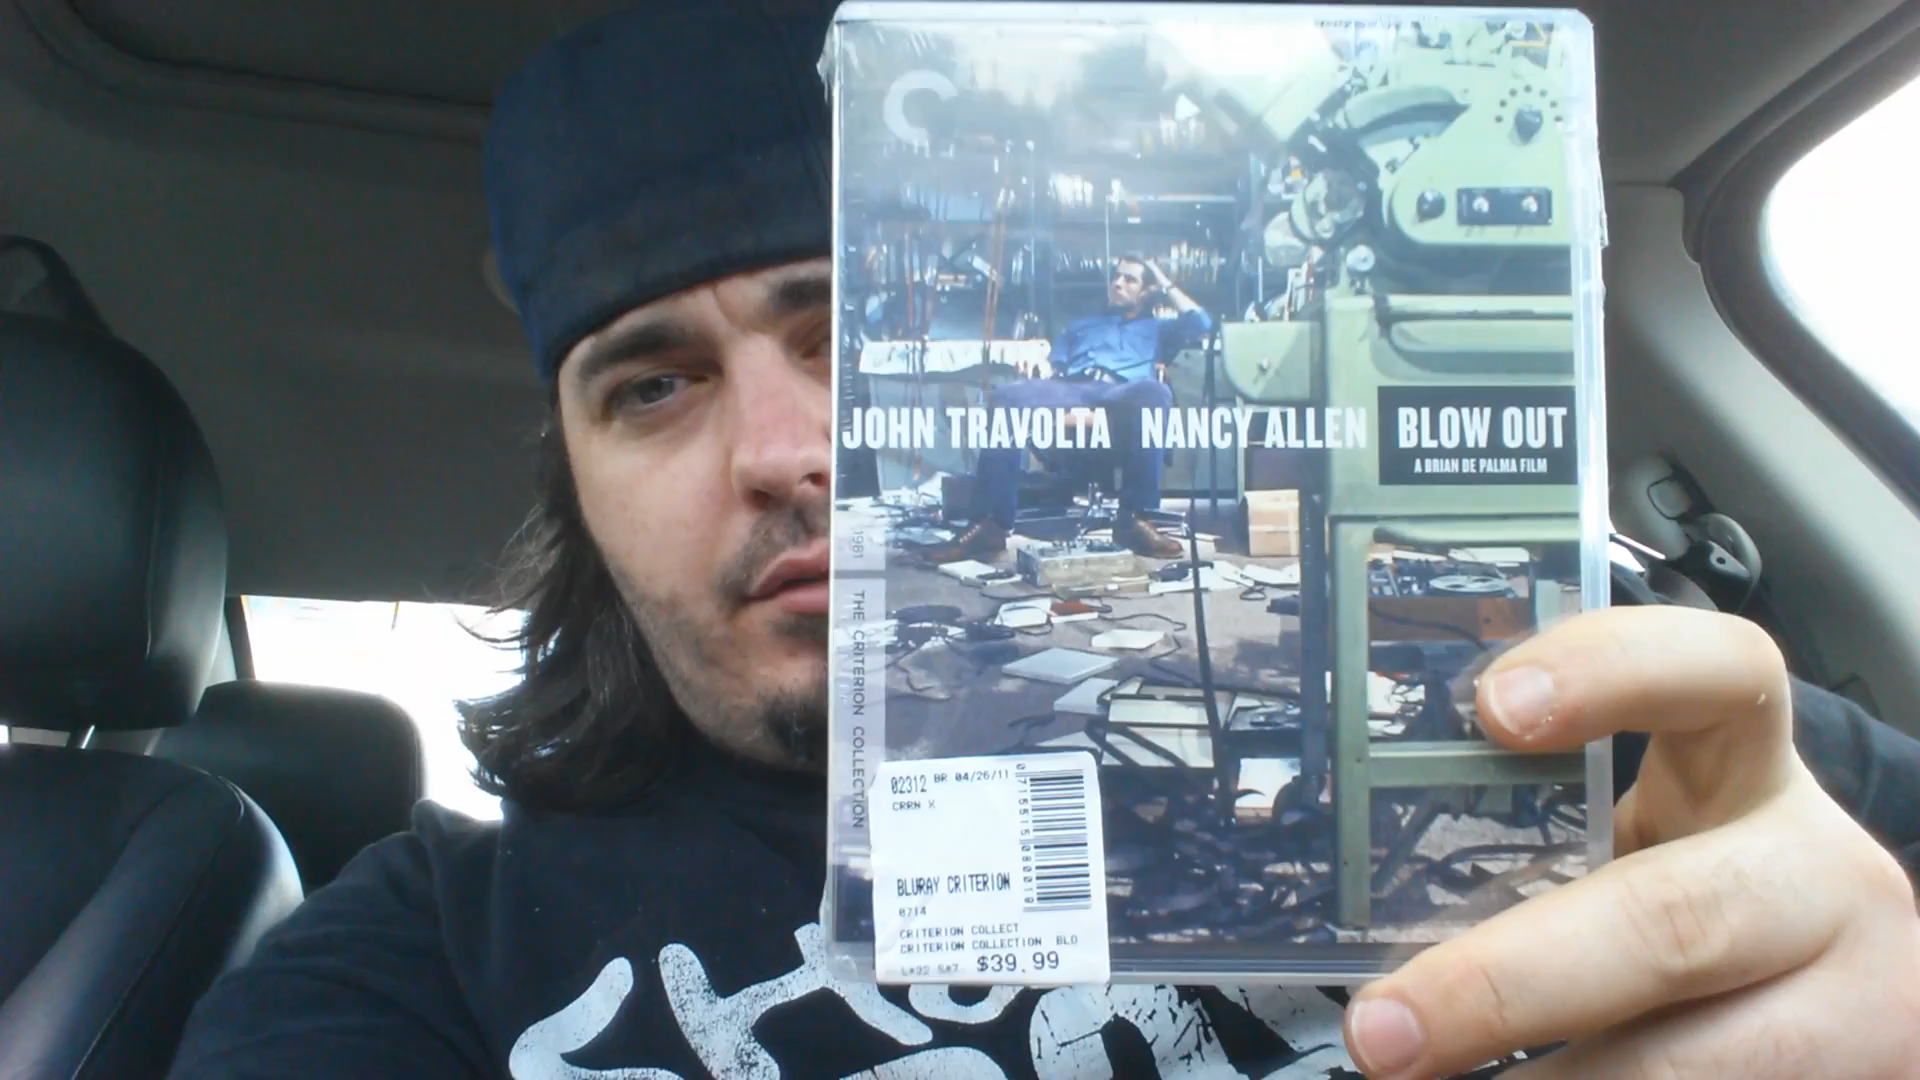 JOHN TRAVOLTA NANCY ALLEN BLOW OUT
A BRIAN DE PALMA FILM
1981
THE CRITERION COLLECTION
02312 BR 04/26/11
CRRN X
BLURAY CRITERION
0714
CRITERION COLLECT
CRITERION COLLECTION BLO
$39.99